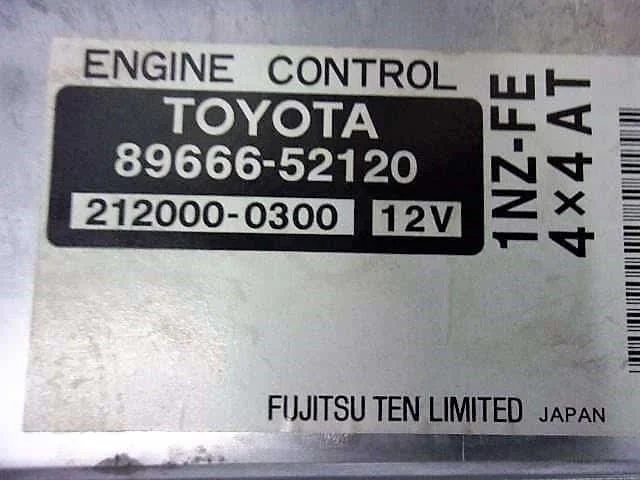 ENGINE CONTROL
TOYOTA
89666-52120
212000-0300 12V
1NZ-FE
4×4 AT
FUJITSU TEN LIMITED JAPAN